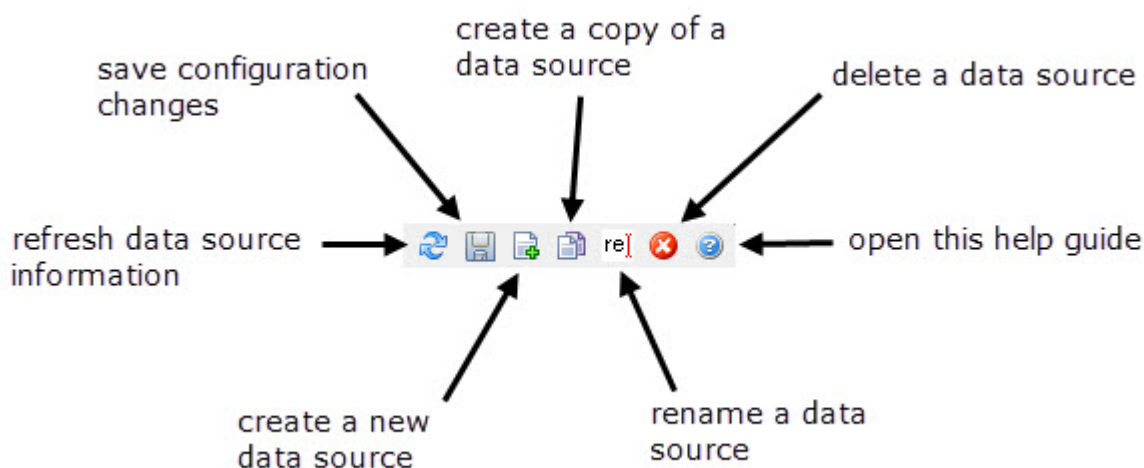 create a copy of a
data source
save configuration
changes
delete a data source
refresh data source
information
re
open this help guide
create a new
data source
rename a data
source